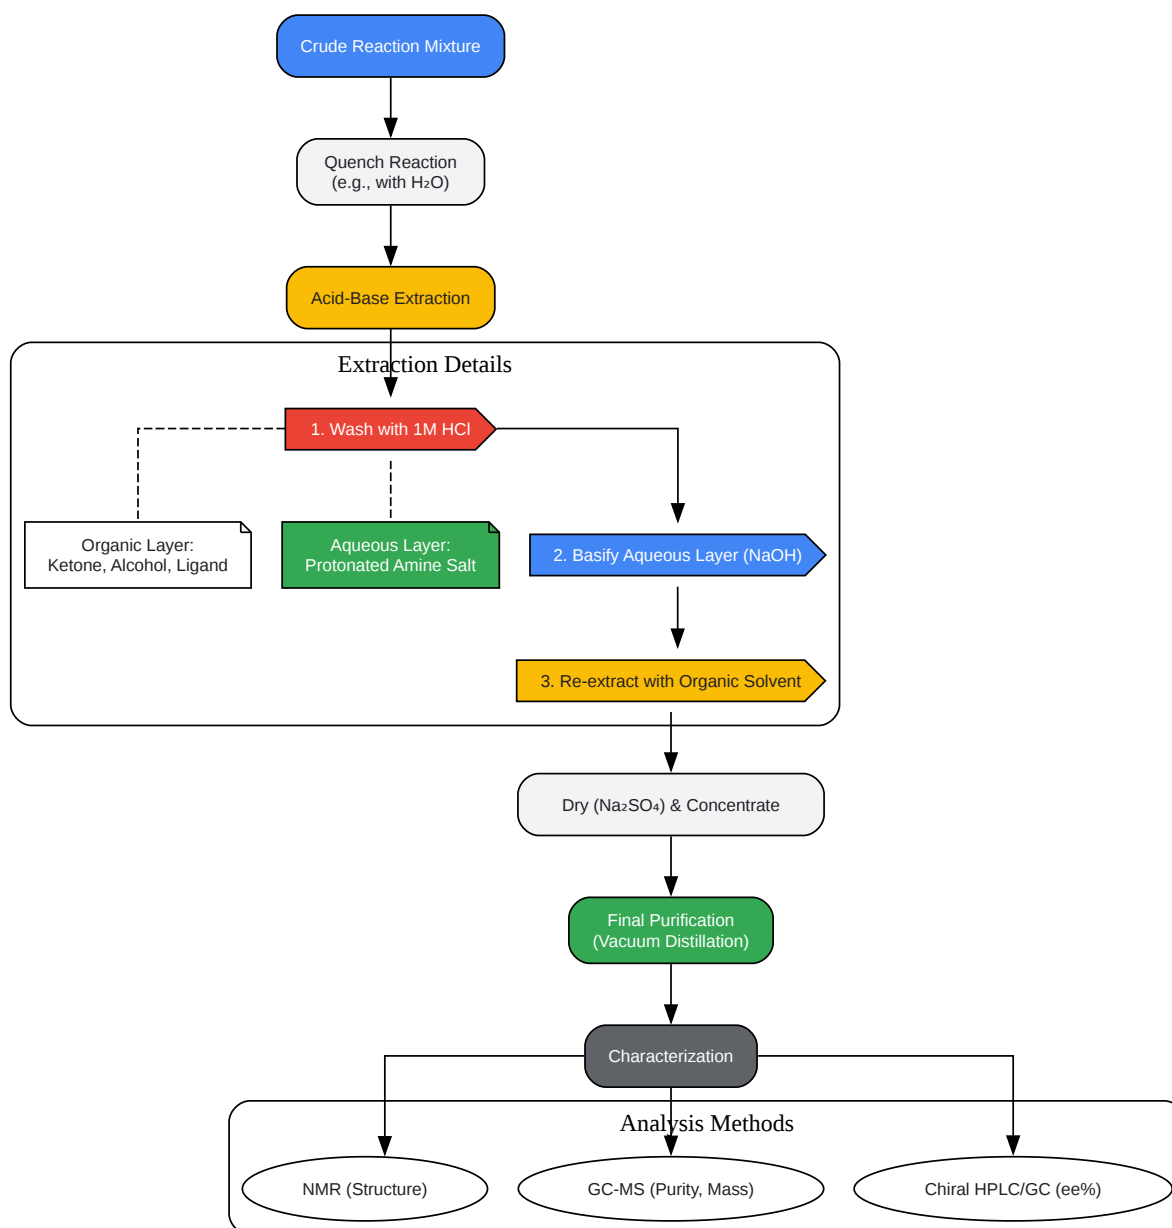 Crude Reaction Mixture
Quench Reaction
(e.g., with H₂O)
Acid-Base Extraction
Extraction Details
1. Wash with 1M HCl
Organic Layer:
Ketone, Alcohol, Ligand
Aqueous Layer:
Protonated Amine Salt
2. Basify Aqueous Layer (NaOH)
3. Re-extract with Organic Solvent
Dry (Na₂SO₄) & Concentrate
Final Purification
(Vacuum Distillation)
Characterization
Analysis Methods
NMR (Structure)
GC-MS (Purity, Mass)
Chiral HPLC/GC (ee%)